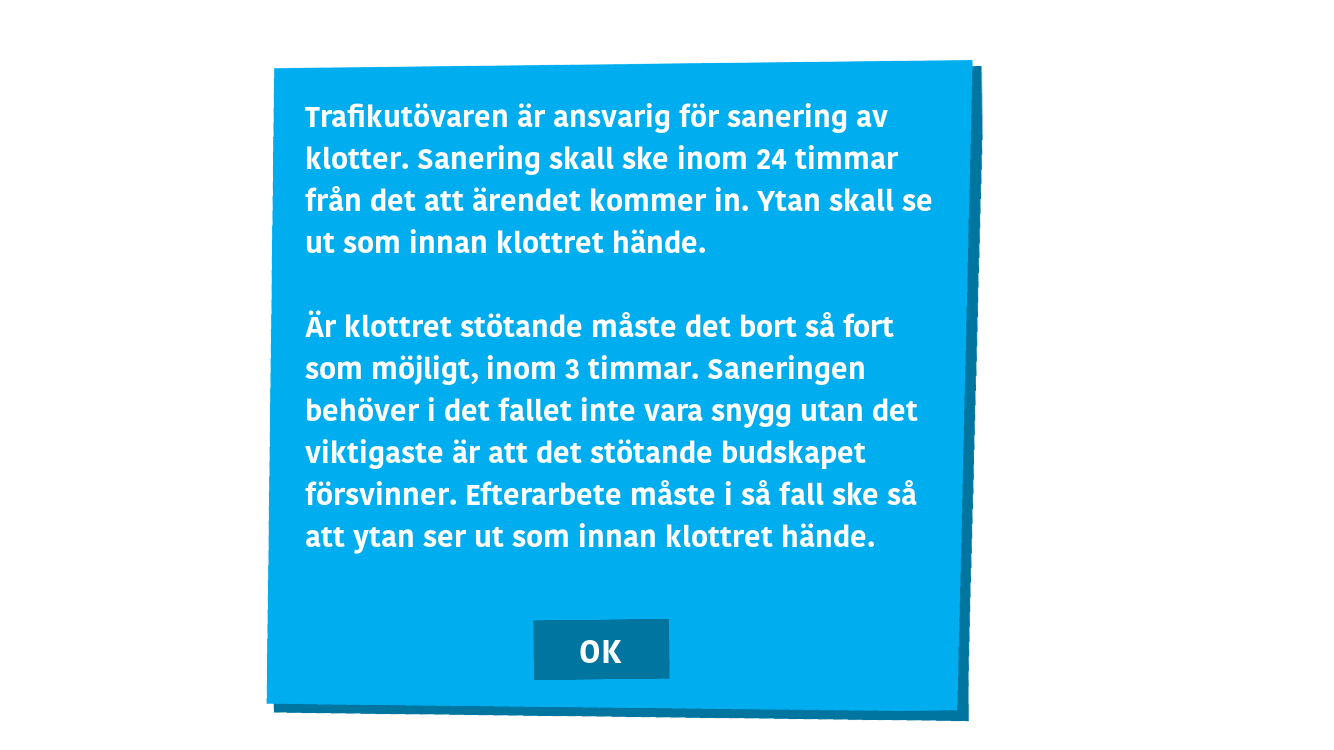 Trafikutövaren är ansvarig för sanering av
klotter. Sanering skall ske inom 24 timmar
från det att ärendet kommer in. Ytan skall se
ut som innan klottret hände.
Är klottret stötande måste det bort så fort
som möjligt, inom 3 timmar. Saneringen
behöver i det fallet inte vara snygg utan det
viktigaste är att det stötande budskapet
försvinner. Efterarbete måste i så fall ske så
att ytan ser ut som innan klottret hände.
OK